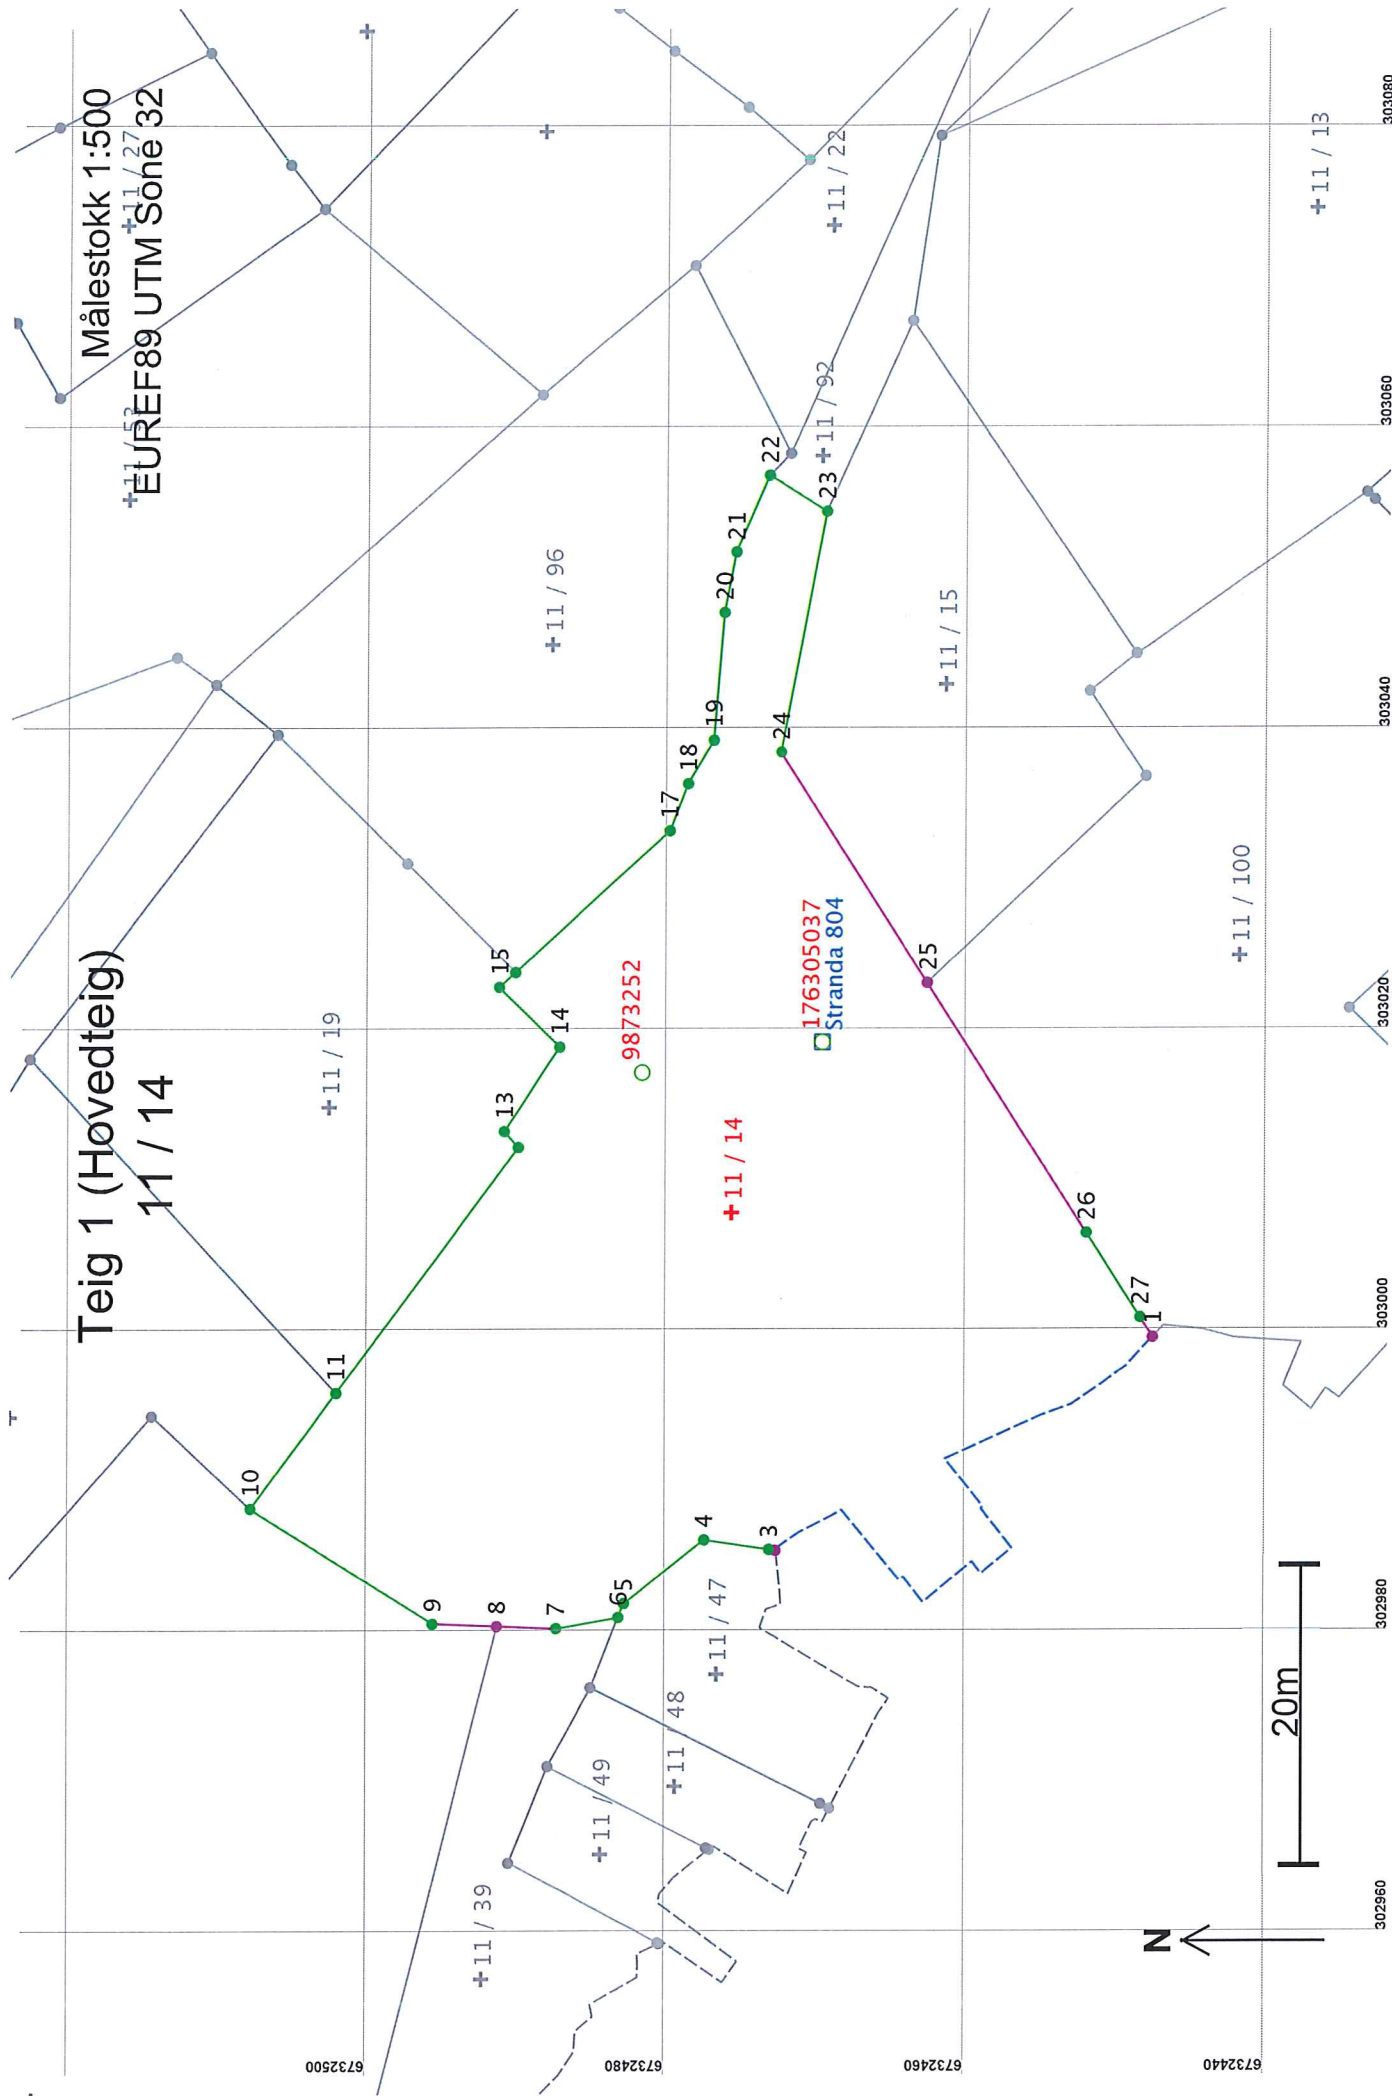 Teig 1 (Hovedteig)
11 / 14
Målestokk 1:500
EUREF89 UTM Sone 32
11 / 53
11 / 27
11 / 19
11 / 96
11 / 22
11 / 92
11 / 15
11 / 13
11 / 100
11 / 39
11 / 49
11 / 48
11 / 47
11 / 14
9873252
176305037
Stranda 804
10
11
9
8
7
6
5
4
3
13
14
15
17
18
19
20
21
22
23
24
25
26
27
1
6732500
6732480
6732460
6732440
302960
302980
303000
303020
303040
303060
303080
N
20m